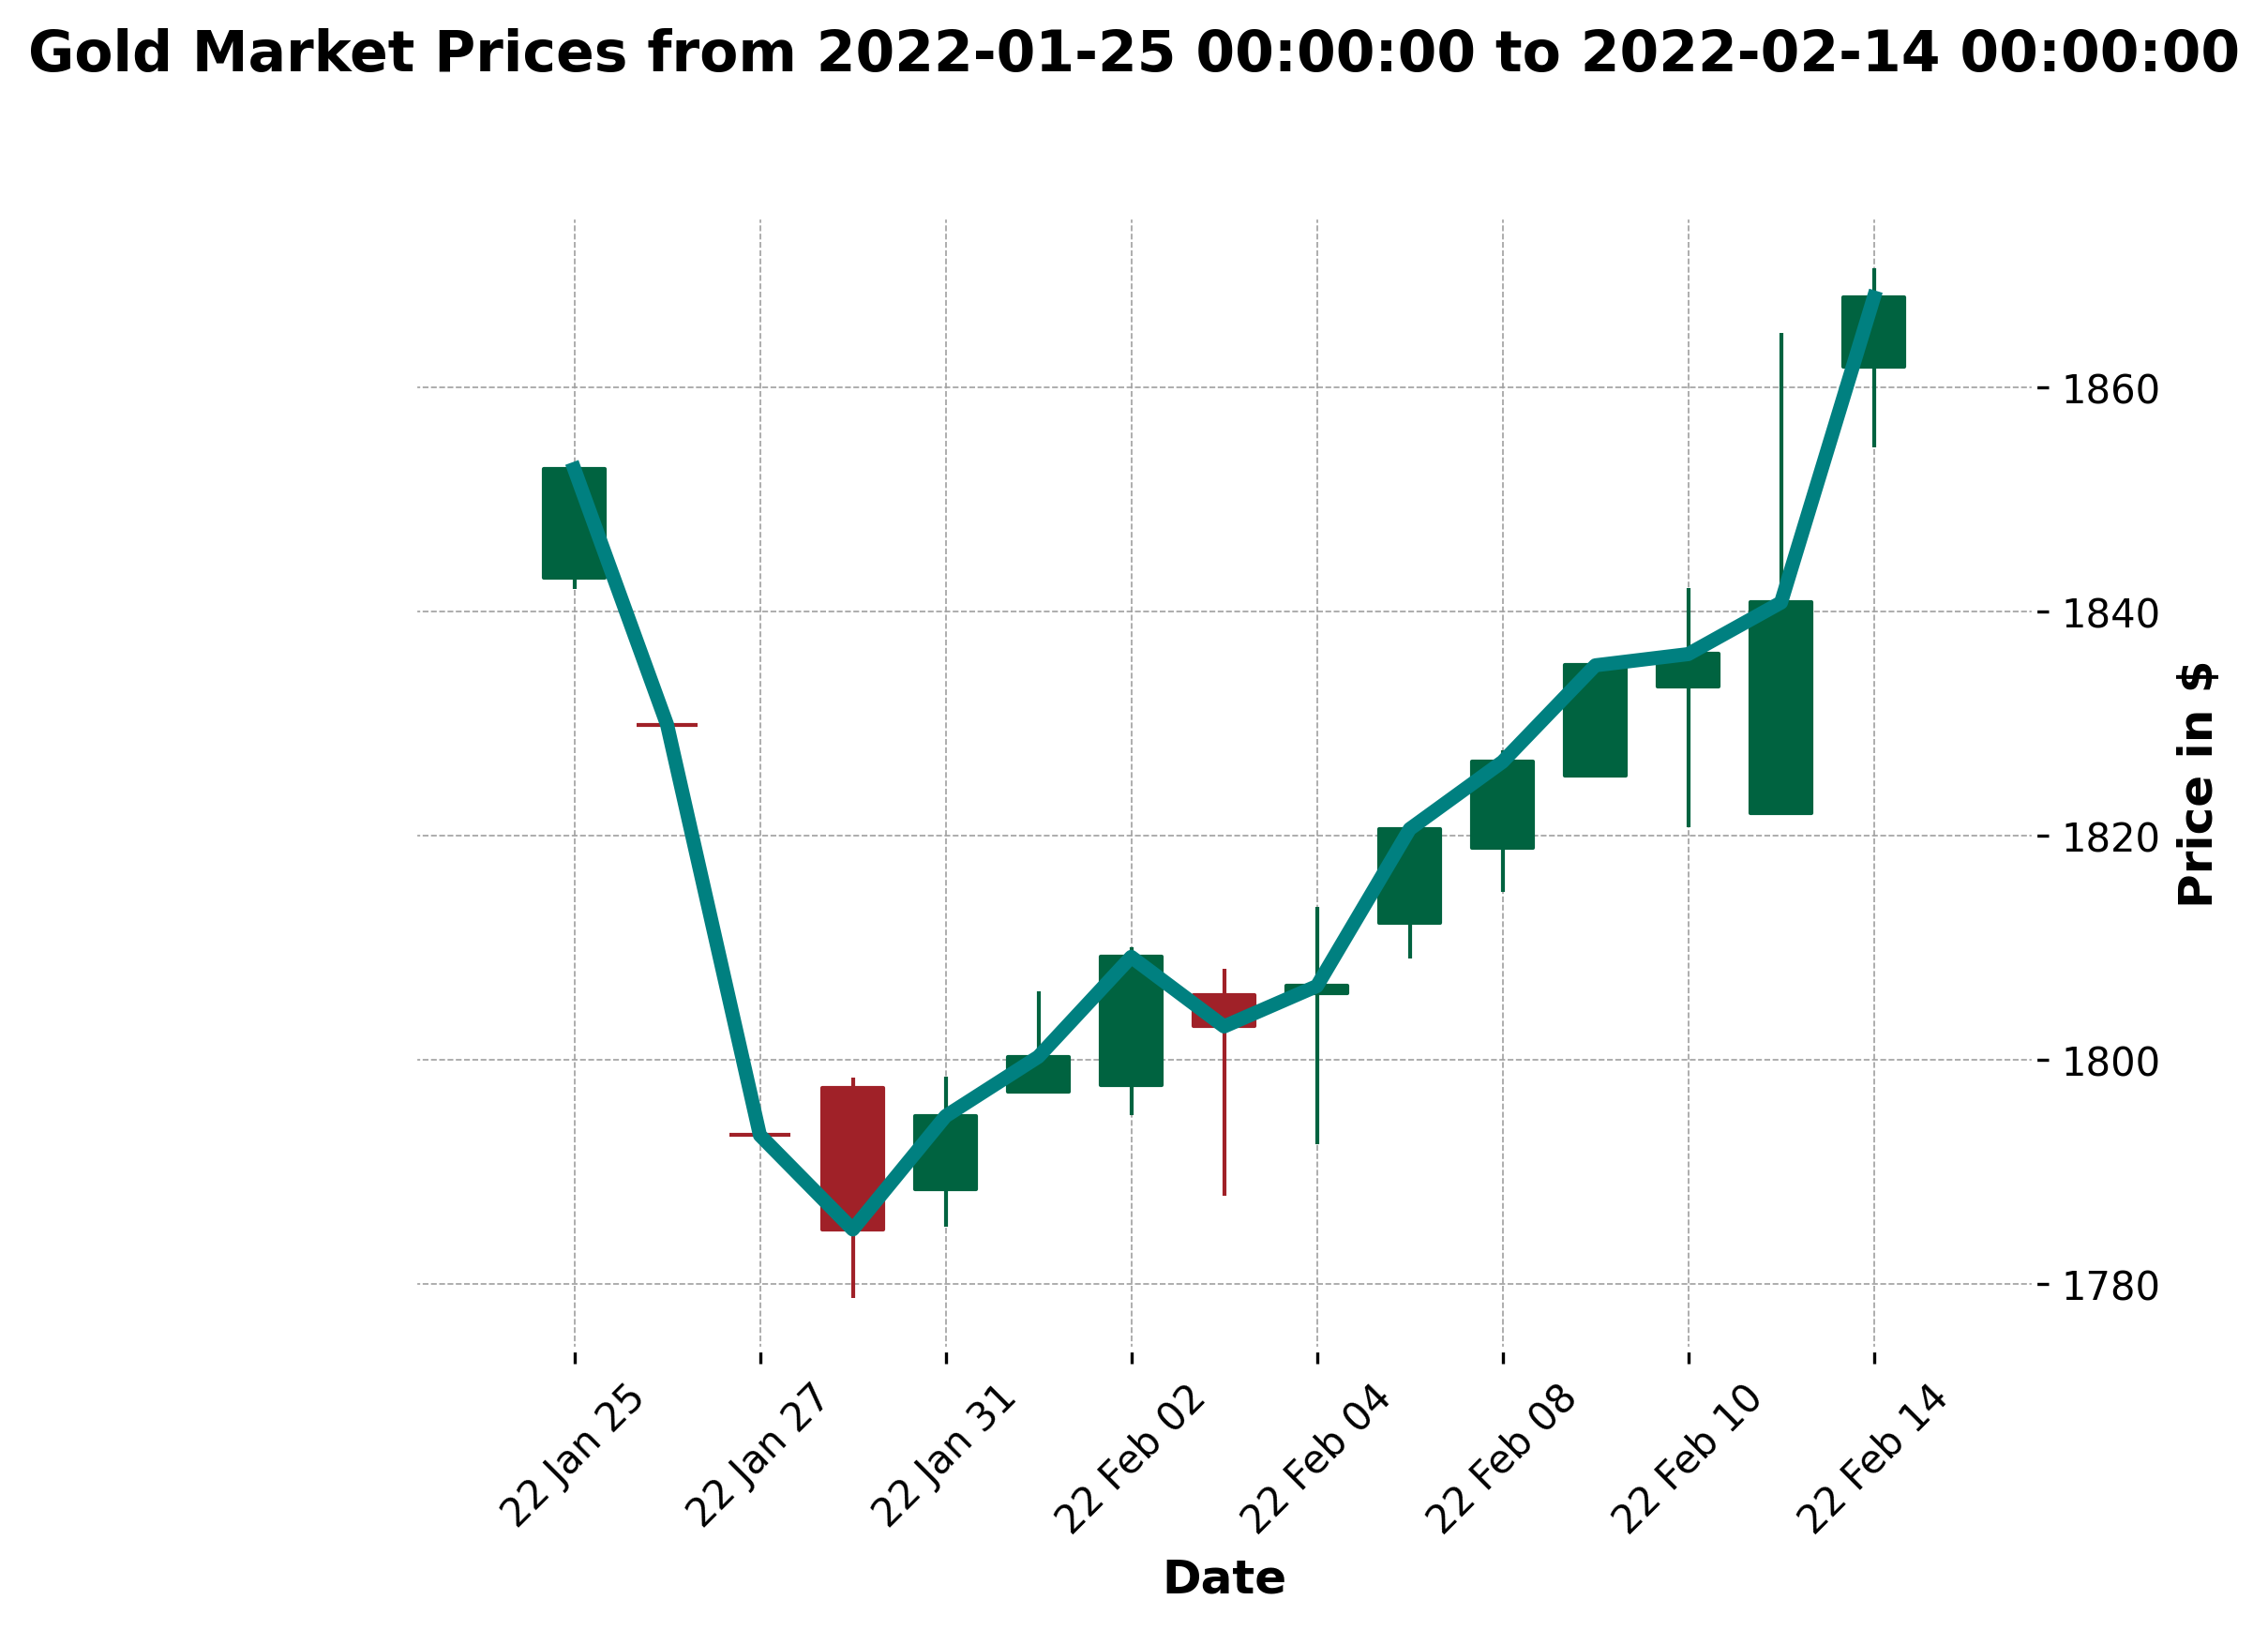 Gold Market Prices from 2022-01-25 00:00:00 to 2022-02-14 00:00:00
1860
1840
1820
1800
1780
Price in $
22 Jan 25
22 Jan 27
22 Jan 31
22 Feb 02
22 Feb 04
22 Feb 08
22 Feb 10
22 Feb 14
Date